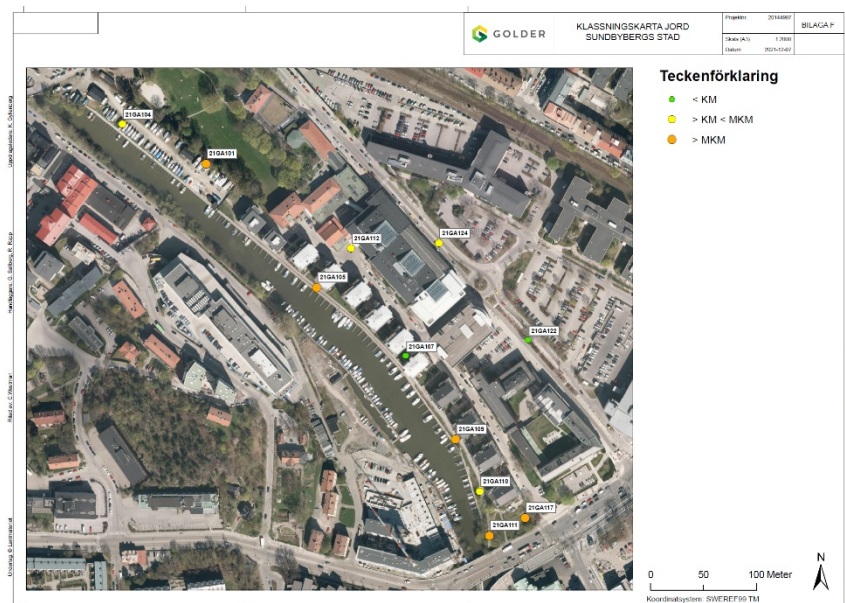 GOLDER
KLASSNINGSKARTA JORD
SUNDBYBERGS STAD
Projektnr 20144997
Skala (A3) 1:2000
Datum 2021-12-07
BILAGA F
Teckenförklaring
< KM
> KM < MKM
> MKM
21GA104
21GA101
21GA112
21GA124
21GA105
21GA122
21GA107
21GA109
21GA110
21GA117
21GA111
N
0 50 100 Meter
Koordinatsystem: SWEREF99 TM